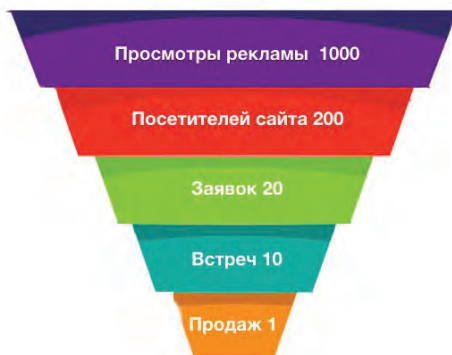 Просмотры рекламы 1000
Посетителей сайта 200
Заявок 20
Встреч 10
Продаж 1